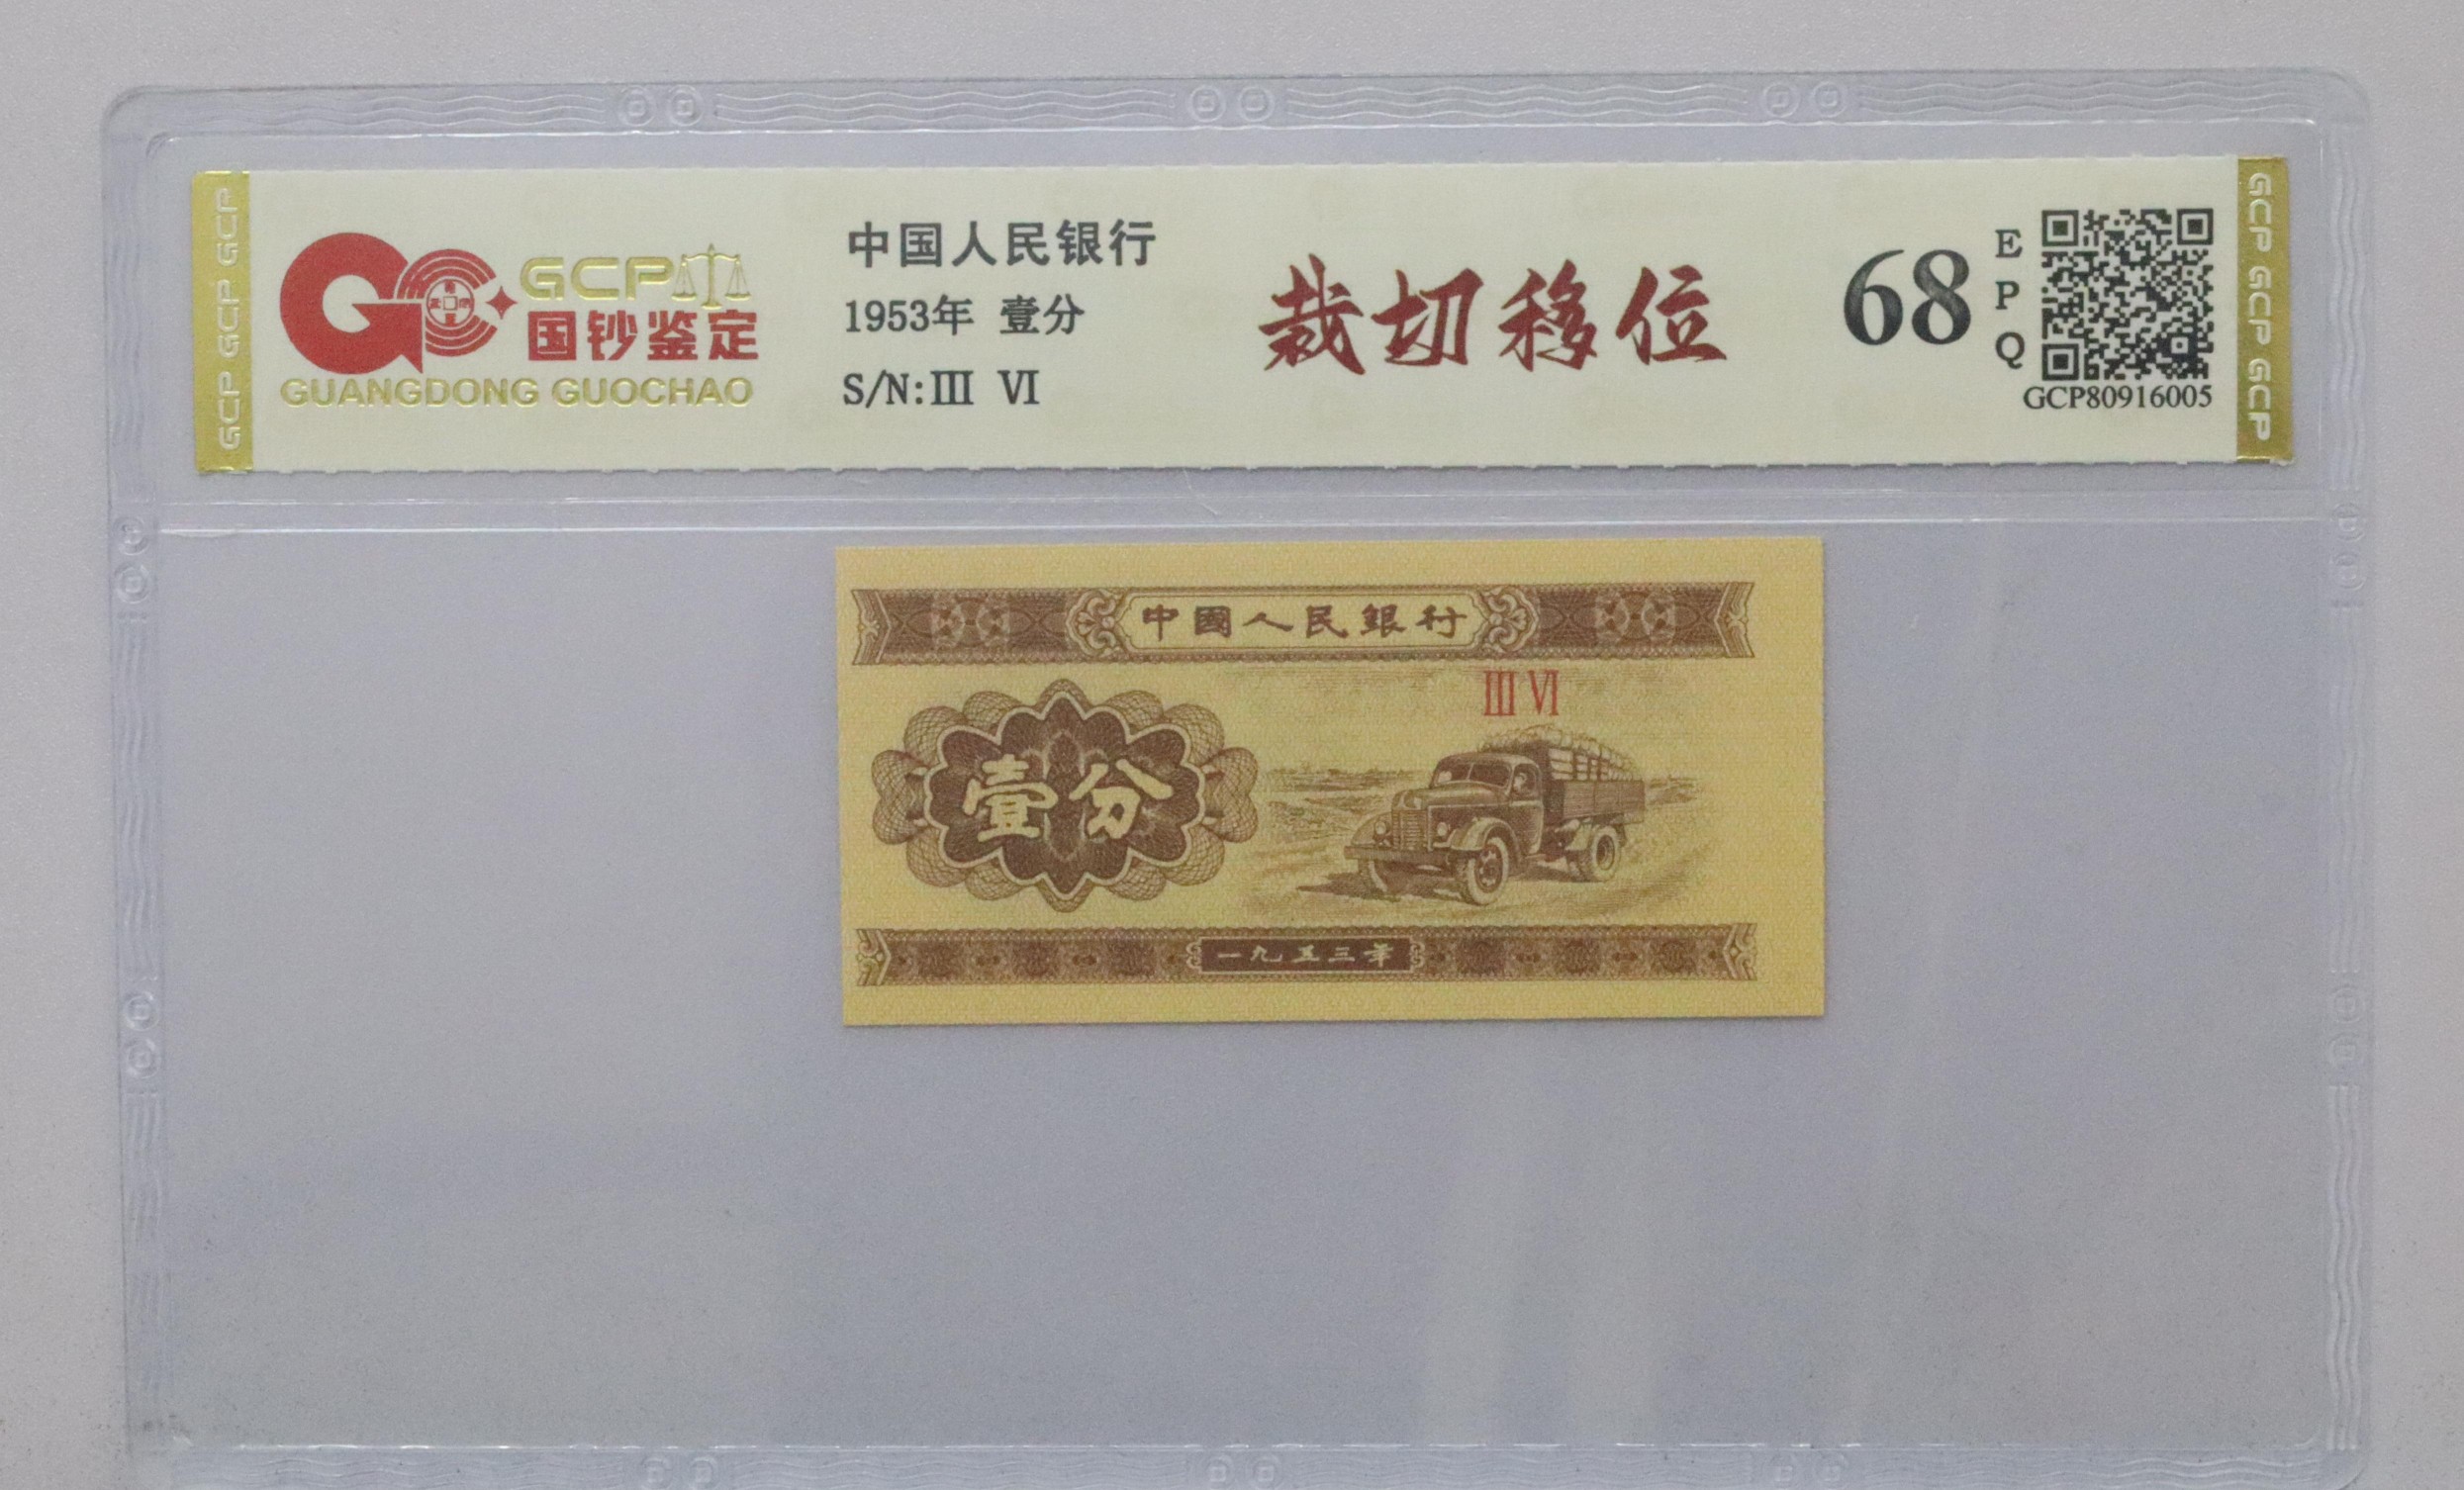 GCP GCP GCP
GCP
国钞鉴定
GUANGDONG GUOCHAO
中国人民银行
1953年 壹分
S/N:Ⅲ Ⅵ
裁切移位
68
E
P
Q
GCP80916005
GCP GCP GCP
中國人民銀行
Ⅲ Ⅵ
壹分
一九五三年